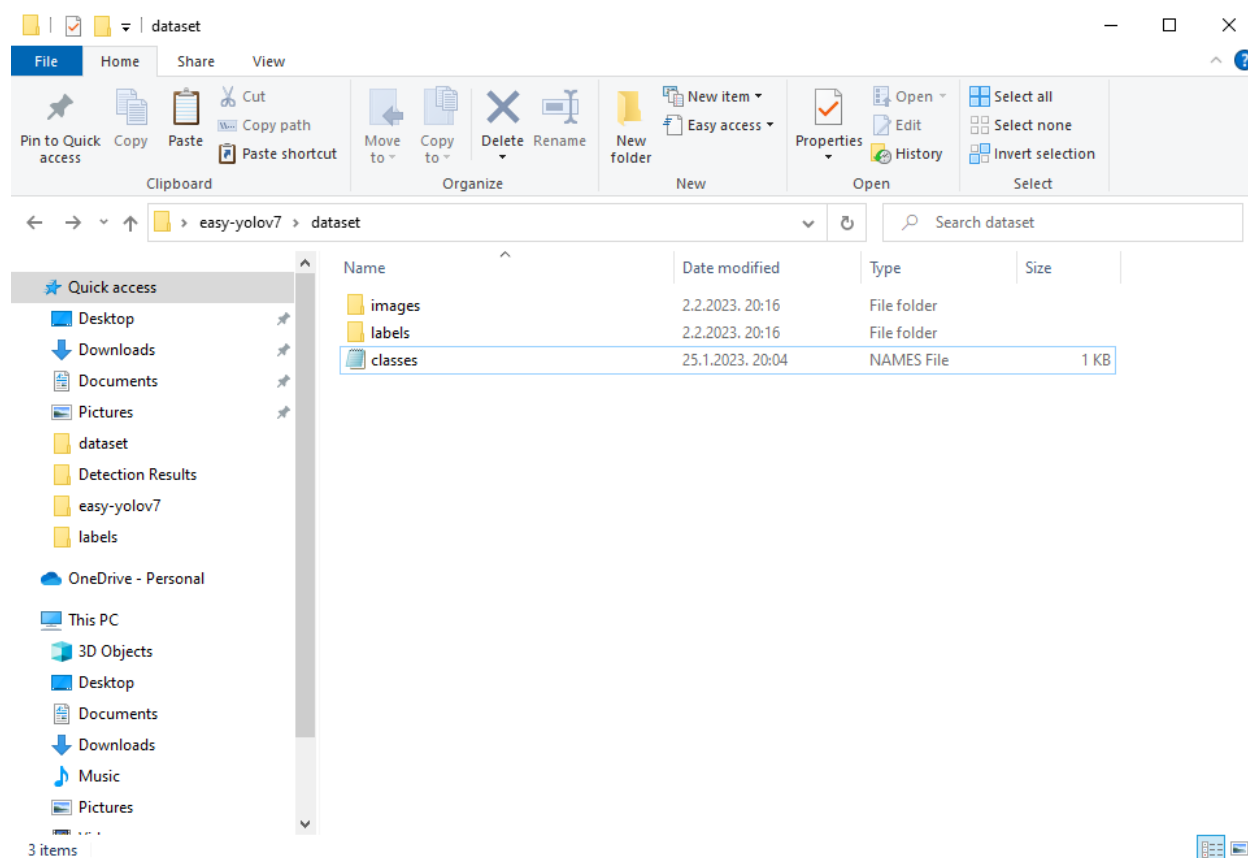 dataset
File Home Share View
Pin to Quick access
Copy
Paste
Cut
Copy path
Paste shortcut
Clipboard
Move to
Copy to
Delete
Rename
Organize
New folder
New item
Easy access
New
Properties
Open
Edit
History
Open
Select all
Select none
Invert selection
Select
easy-yolov7 > dataset
Search dataset
Name Date modified Type Size
images 2.2.2023. 20:16 File folder
labels 2.2.2023. 20:16 File folder
classes 25.1.2023. 20:04 NAMES File 1 KB
Quick access
Desktop
Downloads
Documents
Pictures
dataset
Detection Results
easy-yolov7
labels
OneDrive - Personal
This PC
3D Objects
Desktop
Documents
Downloads
Music
Pictures
3 items